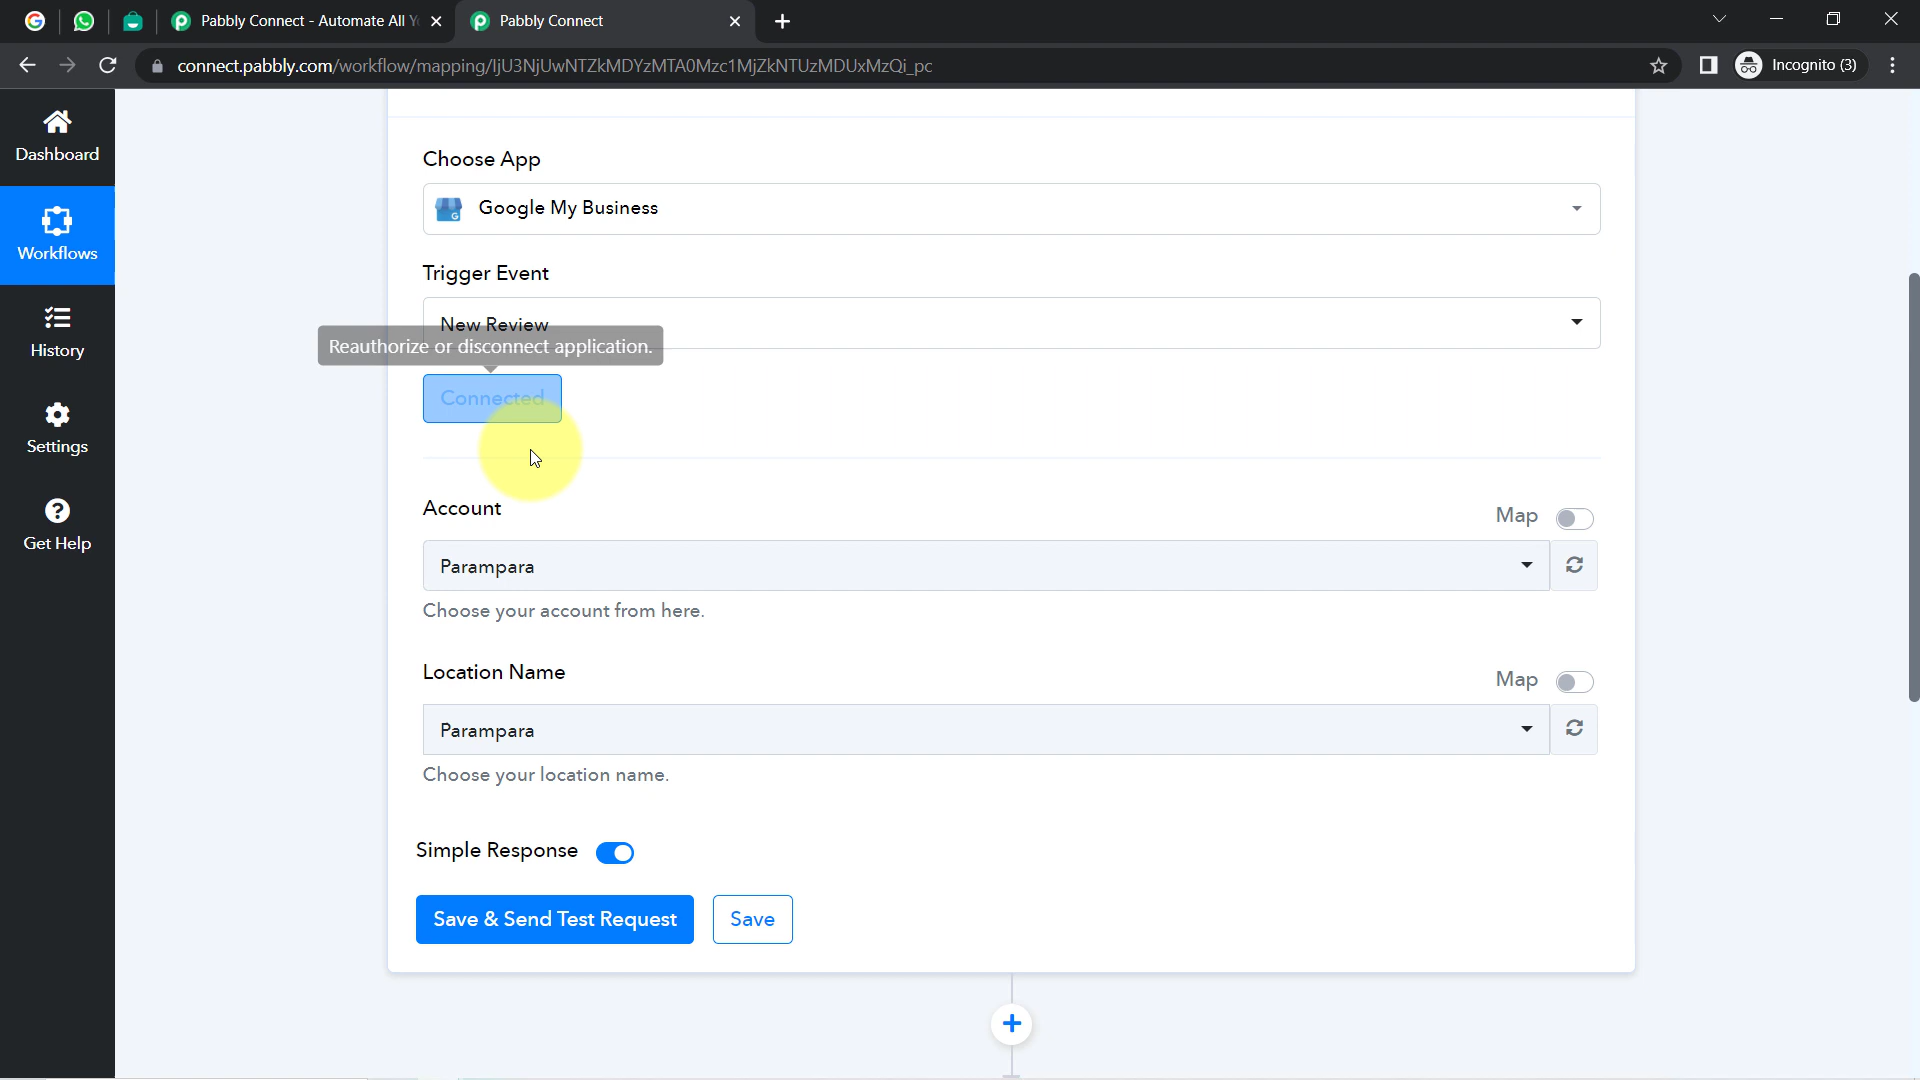 Pabbly Connect - Automate All Y
Pabbly Connect
connect.pabbly.com/workflow/mapping/IjU3NjUwNTZkMDYzMTA0Mzc1MjZkNTUzMDUxMzQi_pc
Incognito (3)
Dashboard
Workflows
History
Settings
Get Help
Choose App
Google My Business
Trigger Event
New Review
Reauthorize or disconnect application.
Connected
Account
Map
Parampara
Choose your account from here.
Location Name
Map
Parampara
Choose your location name.
Simple Response
Save & Send Test Request
Save